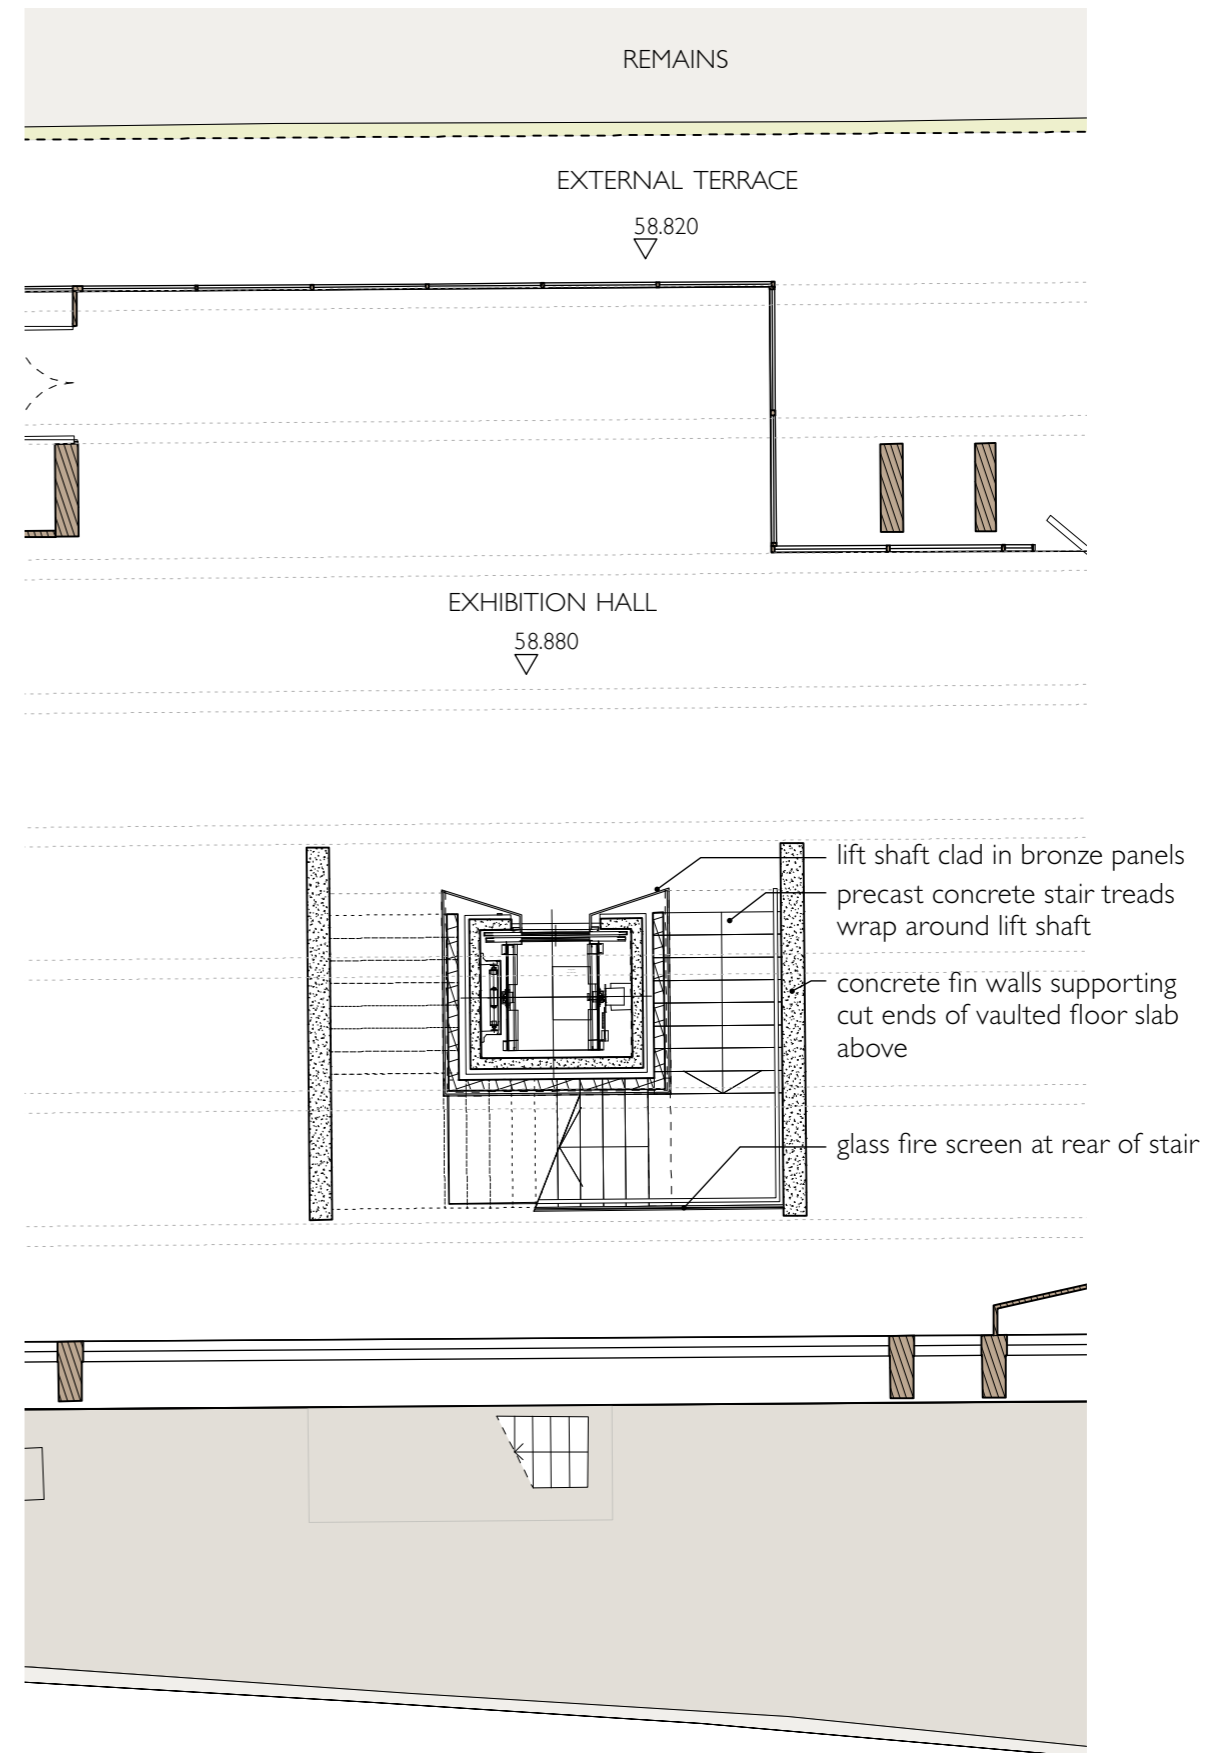 REMAINS
EXTERNAL TERRACE
58.820
EXHIBITION HALL
58.880
lift shaft clad in bronze panels
precast concrete stair treads
wrap around lift shaft
concrete fin walls supporting
cut ends of vaulted floor slab
above
glass fire screen at rear of stair